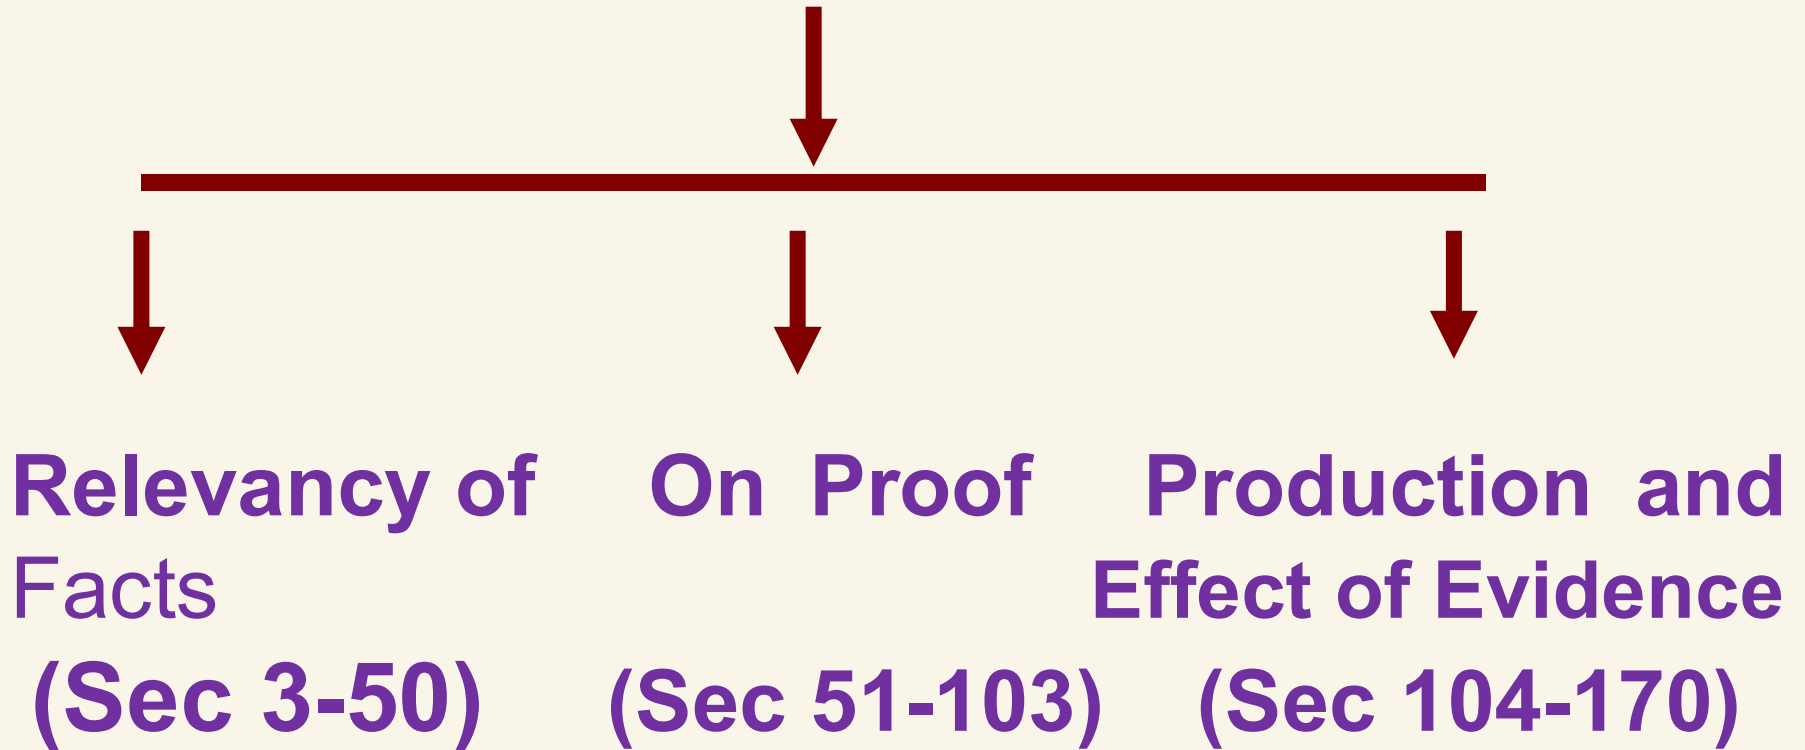 Relevancy of On Proof Production and
Facts Effect of Evidence
(Sec 3-50) (Sec 51-103) (Sec 104-170)